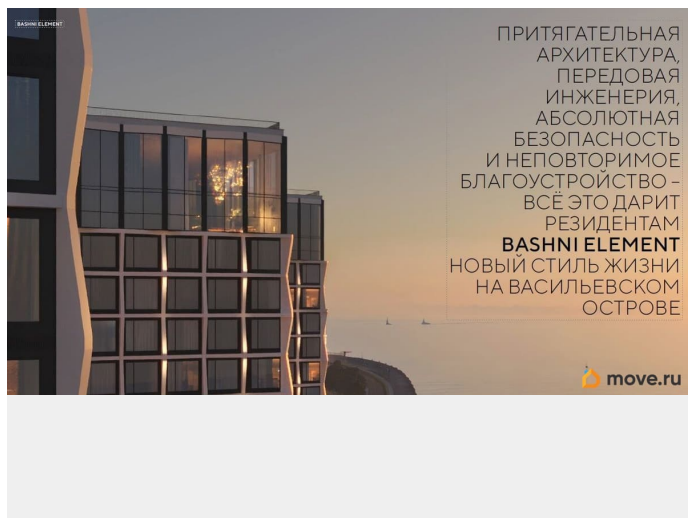 BASHNI ELEMENT
ПРИТЯГАТЕЛЬНАЯ
АРХИТЕКТУРА,
ПЕРЕДОВАЯ
ИНЖЕНЕРИЯ,
АБСОЛЮТНАЯ
БЕЗОПАСНОСТЬ
И НЕПОВТОРИМОЕ
БЛАГОУСТРОЙСТВО –
ВСЁ ЭТО ДАРИТ
РЕЗИДЕНТАМ
BASHNI ELEMENT
НОВЫЙ СТИЛЬ ЖИЗНИ
НА ВАСИЛЬЕВСКОМ
ОСТРОВЕ
move.ru